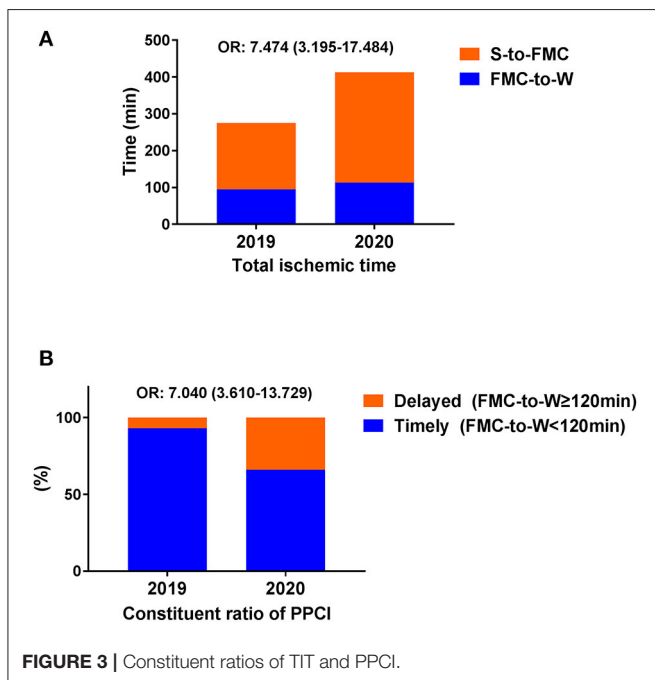 A
OR: 7.474 (3.195-17.484)
S-to-FMC
FMC-to-W
Time (min)
500
400
300
200
100
0
2019 2020
Total ischemic time
B
OR: 7.040 (3.610-13.729)
Delayed (FMC-to-W≥120min)
Timely (FMC-to-W<120min)
(%)
100
50
0
2019 2020
Constituent ratio of PPCI
FIGURE 3 | Constituent ratios of TIT and PPCI.